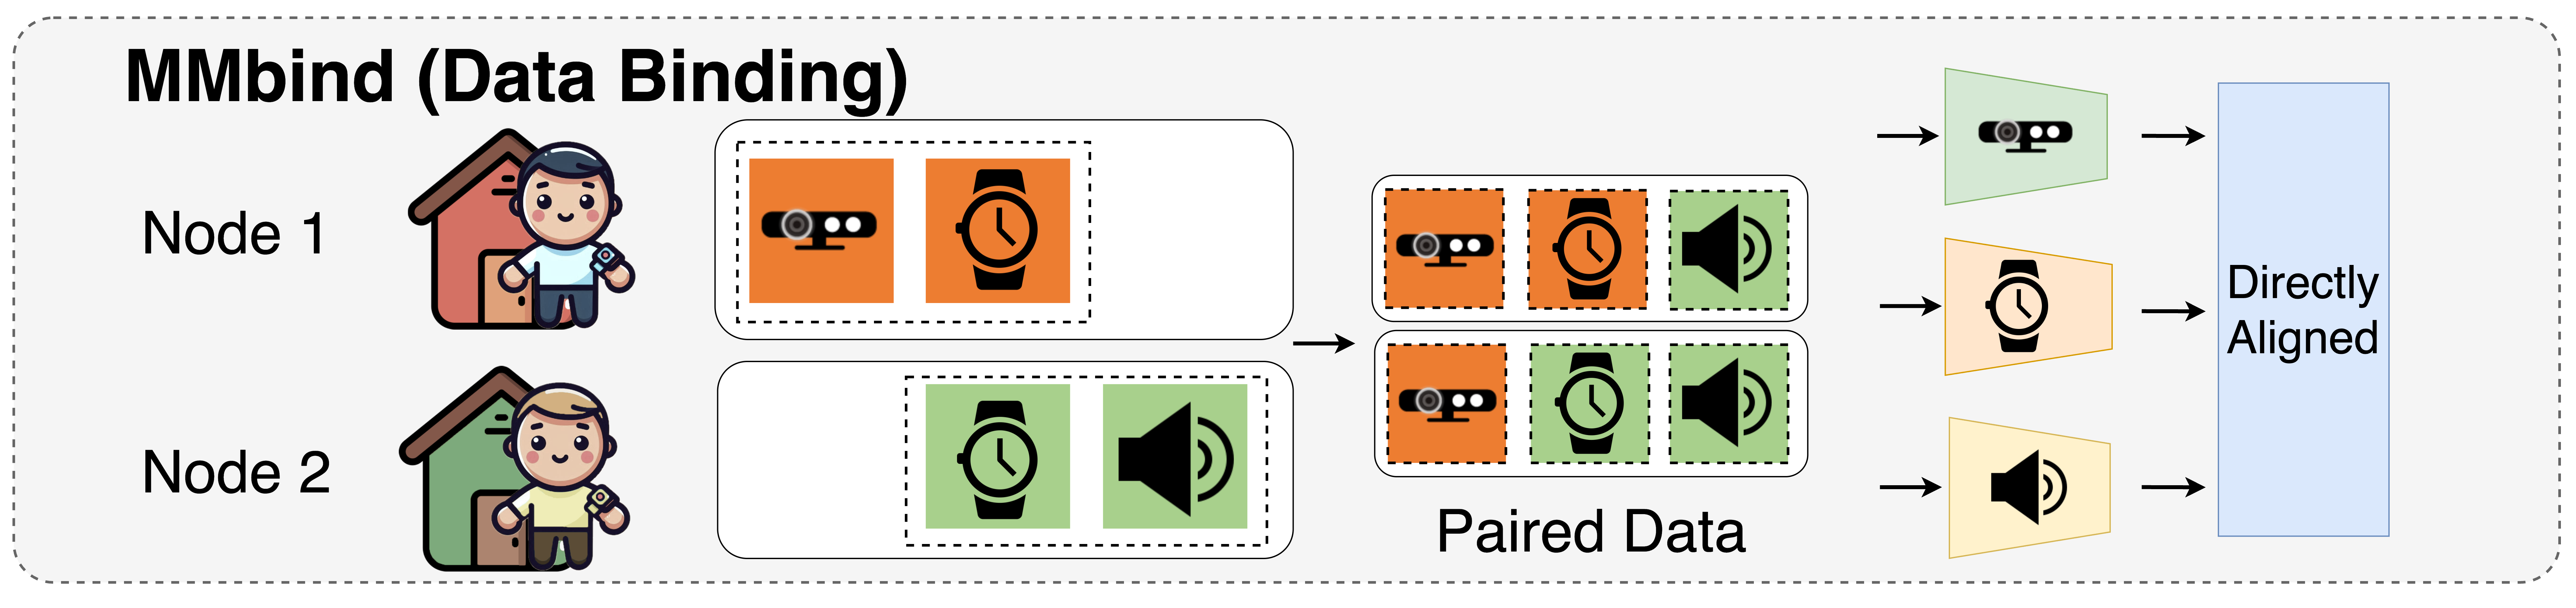 MMbind (Data Binding)
Node 1
Node 2
Paired Data
Directly
Aligned